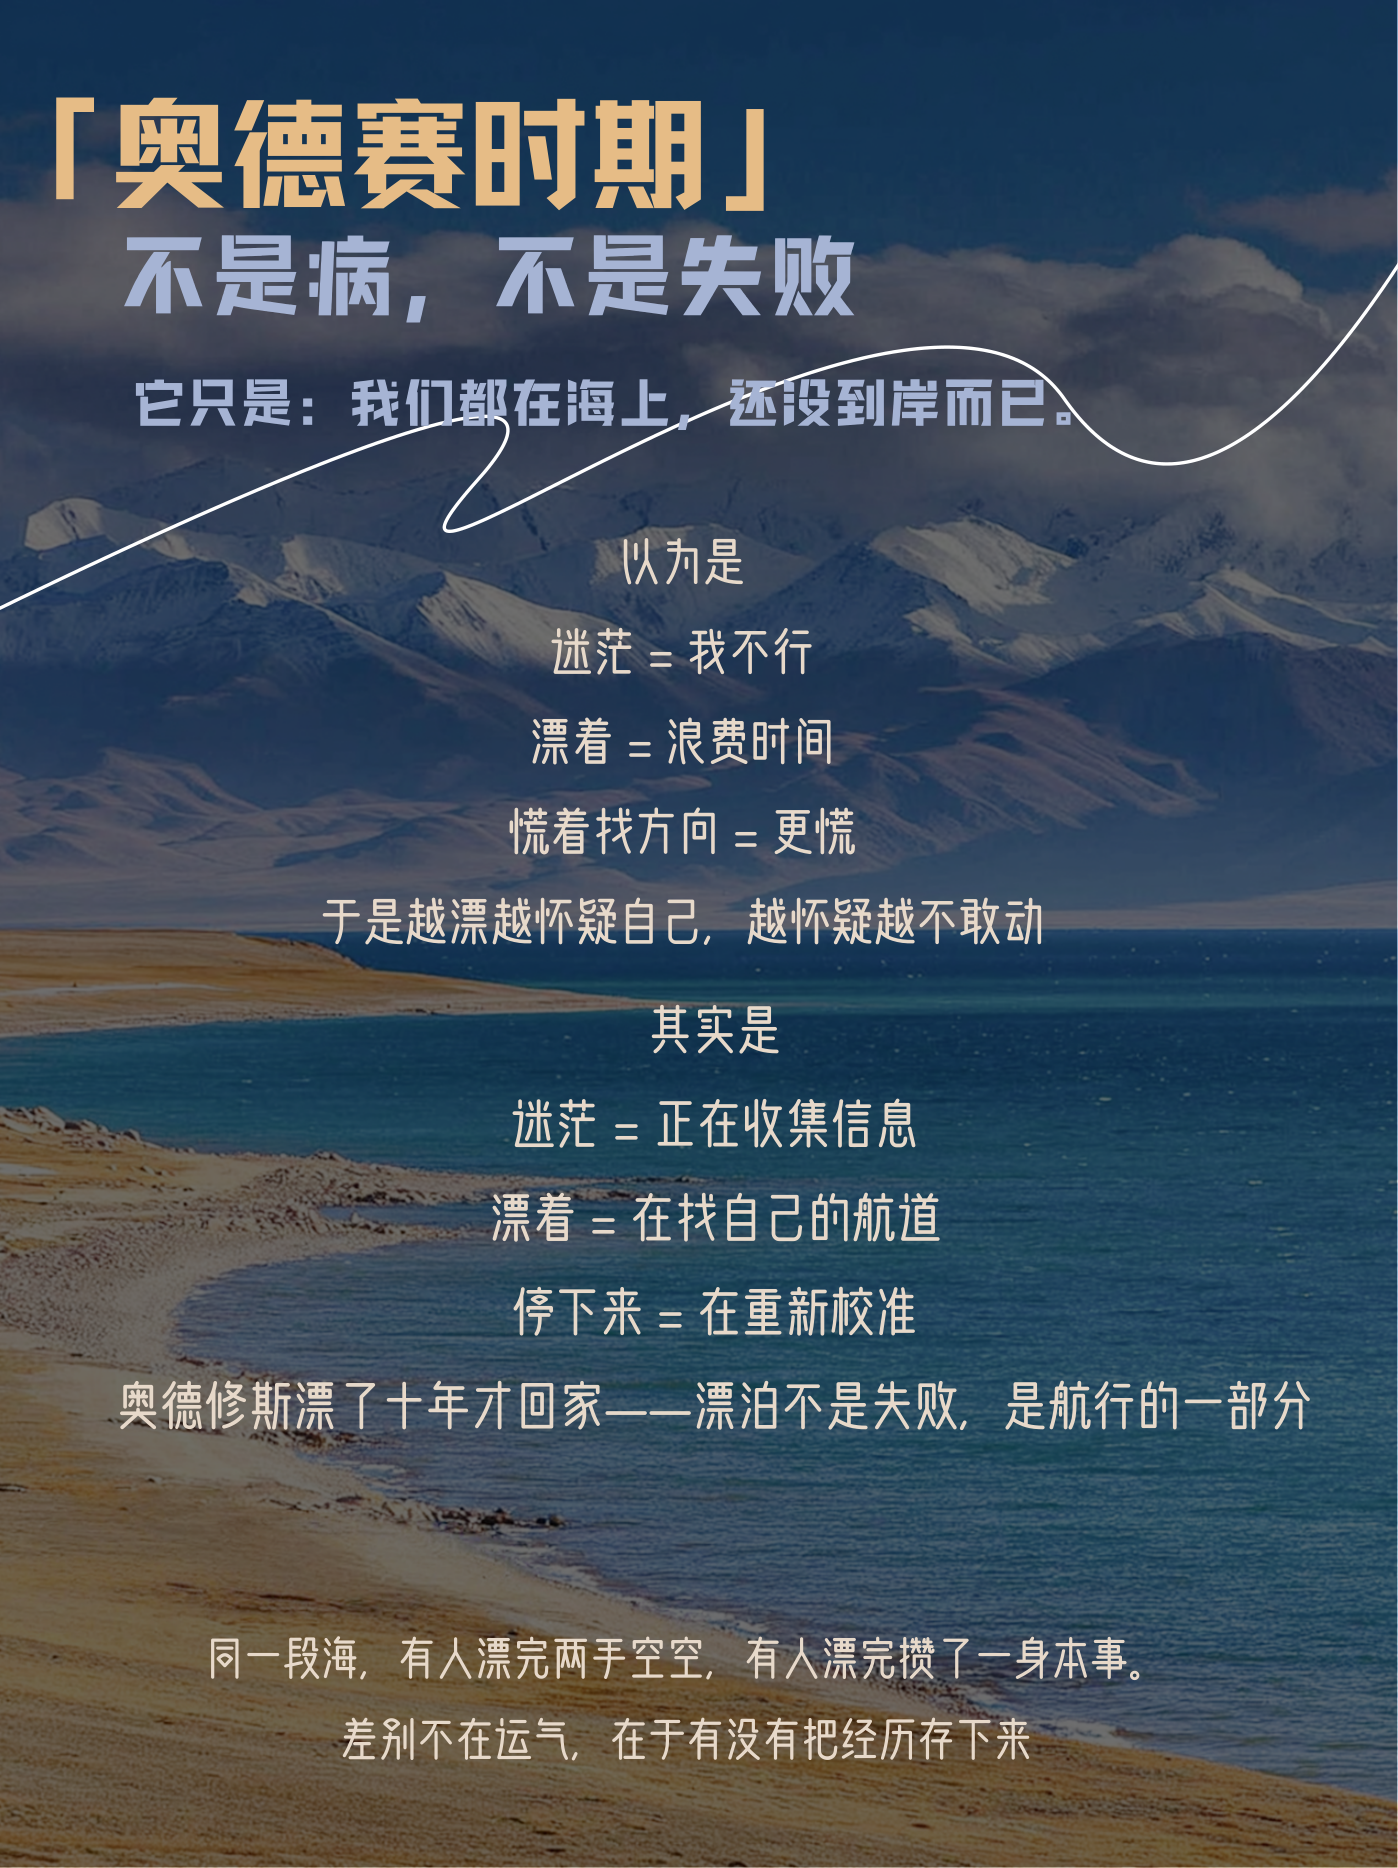 「奥德赛时期」
不是病，不是失败
它只是：我们都在海上，还没到岸而已。
以为是
迷茫 = 我不行
漂着 = 浪费时间
慌着找方向 = 更慌
于是越漂越怀疑自己，越怀疑越不敢动
其实是
迷茫 = 正在收集信息
漂着 = 在找自己的航道
停下来 = 在重新校准
奥德修斯漂了十年才回家——漂泊不是失败，是航行的一部分
同一段海，有人漂完两手空空，有人漂完攒了一身本事。
差别不在运气，在于有没有把经历存下来